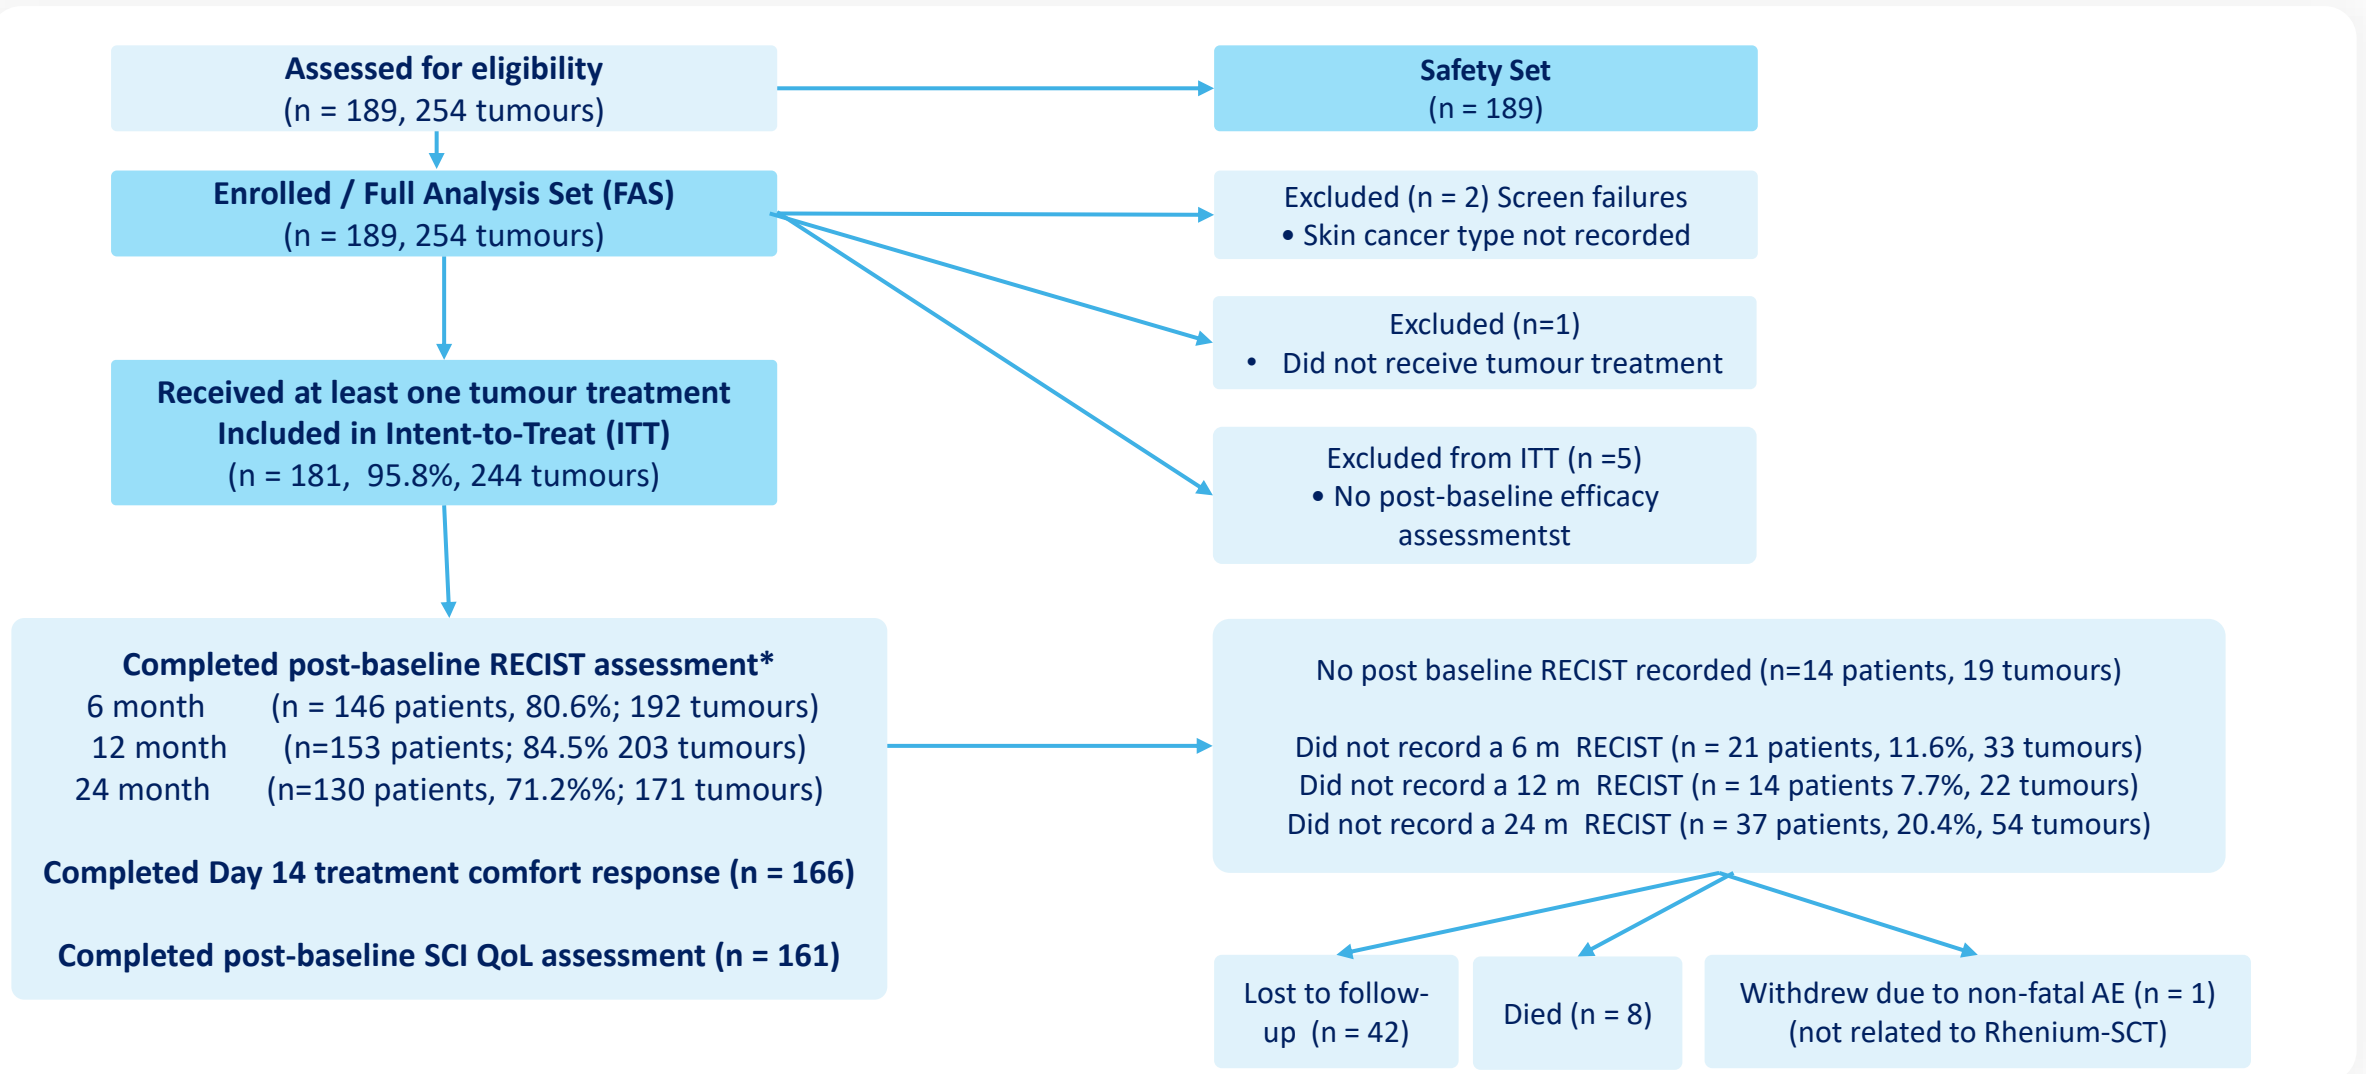 Assessed for eligibility
(n = 189, 254 tumours)
Safety Set
(n = 189)
Enrolled / Full Analysis Set (FAS)
(n = 189, 254 tumours)
Excluded (n = 2) Screen failures
• Skin cancer type not recorded
Excluded (n=1)
• Did not receive tumour treatment
Received at least one tumour treatment
Included in Intent-to-Treat (ITT)
(n = 181, 95.8%, 244 tumours)
Excluded from ITT (n =5)
• No post-baseline efficacy
assessmentst
Completed post-baseline RECIST assessment*
6 month (n = 146 patients, 80.6%; 192 tumours)
12 month (n=153 patients; 84.5% 203 tumours)
24 month (n=130 patients, 71.2%%; 171 tumours)
Completed Day 14 treatment comfort response (n = 166)
Completed post-baseline SCI QoL assessment (n = 161)
No post baseline RECIST recorded (n=14 patients, 19 tumours)
Did not record a 6 m RECIST (n = 21 patients, 11.6%, 33 tumours)
Did not record a 12 m RECIST (n = 14 patients 7.7%, 22 tumours)
Did not record a 24 m RECIST (n = 37 patients, 20.4%, 54 tumours)
Lost to follow-
up (n = 42)
Died (n = 8)
Withdrew due to non-fatal AE (n = 1)
(not related to Rhenium-SCT)